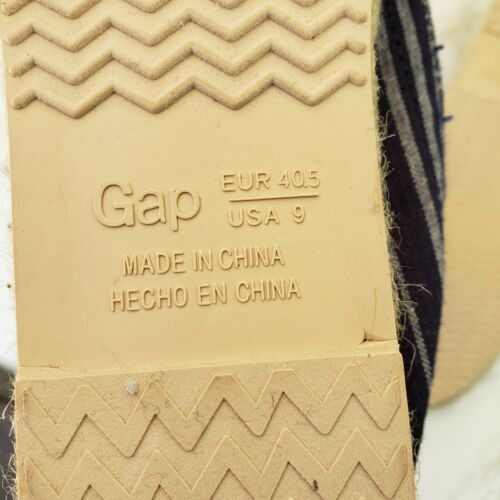 Gap
EUR 40.5
USA 9
MADE IN CHINA
HECHO EN CHINA